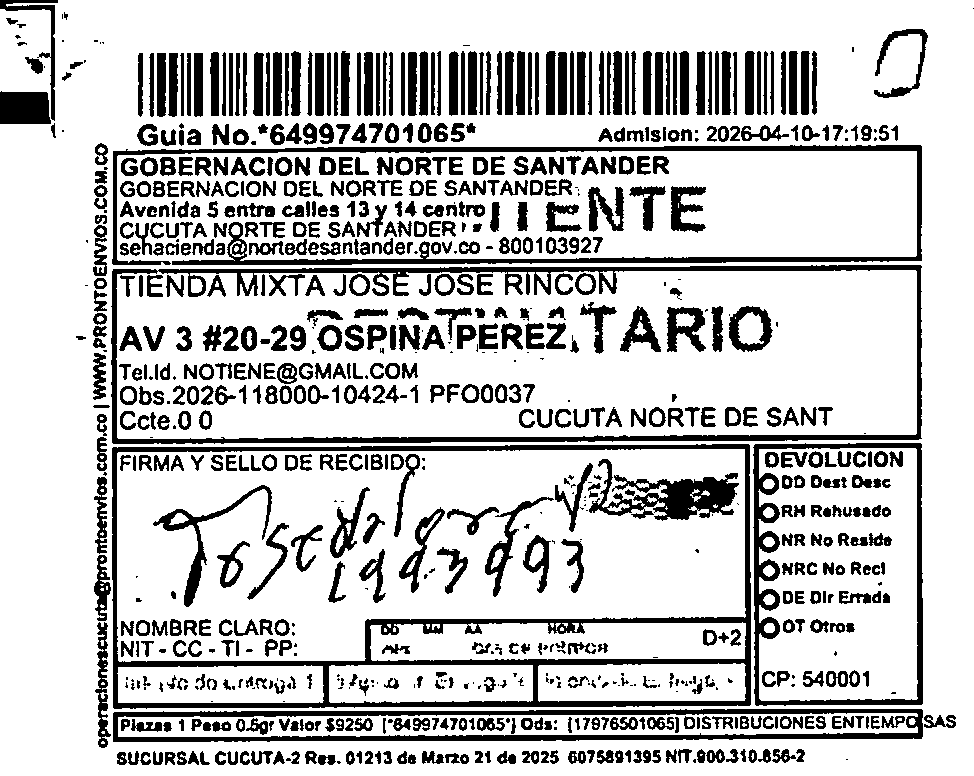 Guia No.*649974701065*
Admision: 2026-04-10-17:19:51
GOBERNACION DEL NORTE DE SANTANDER
GOBERNACION DEL NORTE DE SANTANDER
Avenida 5 entre calles 13 y 14 centro
CUCUTA NORTE DE SANTANDER
sehacienda@nortedesantander.gov.co - 800103927
TIENDA MIXTA JOSE JOSE RINCON
AV 3 #20-29 OSPINA PEREZ
TARIO
Tel.Id. NOTIENE@GMAIL.COM
Obs.2026-118000-10424-1 PFO0037
Ccte.0 0
CUCUTA NORTE DE SANT
FIRMA Y SELLO DE RECIBIDO:
1993993
NOMBRE CLARO:
NIT - CC - TI - PP:
DD MM AA HORA
D+2
DEVOLUCION
DD Dest Desc
RH Rehusado
NR No Reside
NRC No Recl
DE Dir Errada
OT Otros
CP: 540001
Piezas 1 Peso 0.5gr Valor $9250 [*649974701065*] Ods: [17976501065] DISTRIBUCIONES ENTIEMPO SAS
SUCURSAL CUCUTA-2 Res. 01213 de Marzo 21 de 2025 6075891395 NIT.900.310.856-2
operacionescucuta@prontoenvios.com.co | WWW.PRONTOENVIOS.COM.CO